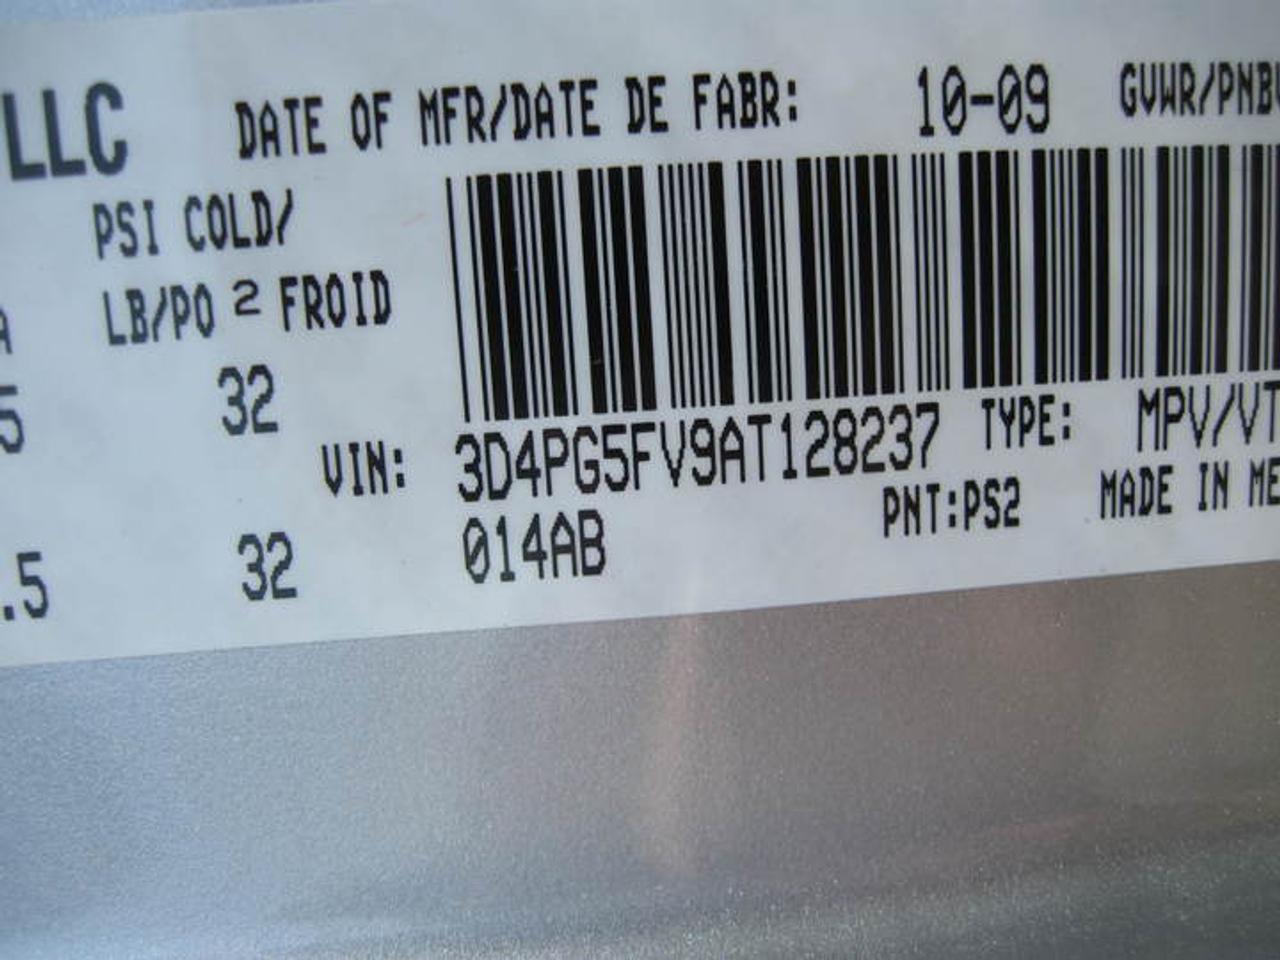 LLC DATE OF MFR/DATE DE FABR: 10-09 GVWR/PNB
PSI COLD/
LB/PO 2 FROID
5 32
VIN: 3D4PG5FV9AT128237 TYPE: MPV/VT
PNT:PS2 MADE IN ME
.5 32 014AB